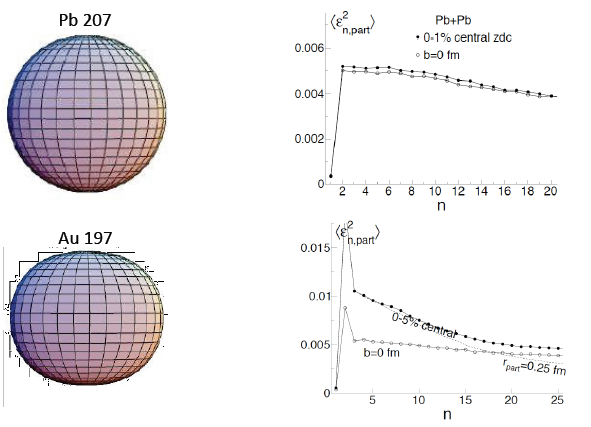 Pb 207
⟨ε²n,part⟩
Pb+Pb
0-1% central zdc
b=0 fm
0.006
0.004
0.002
0
2 4 6 8 10 12 14 16 18 20
n
Au 197
⟨ε²n,part⟩
0.015
0.01
0.005
0
0-5% central
b=0 fm
rpart=0.25 fm
5 10 15 20 25
n